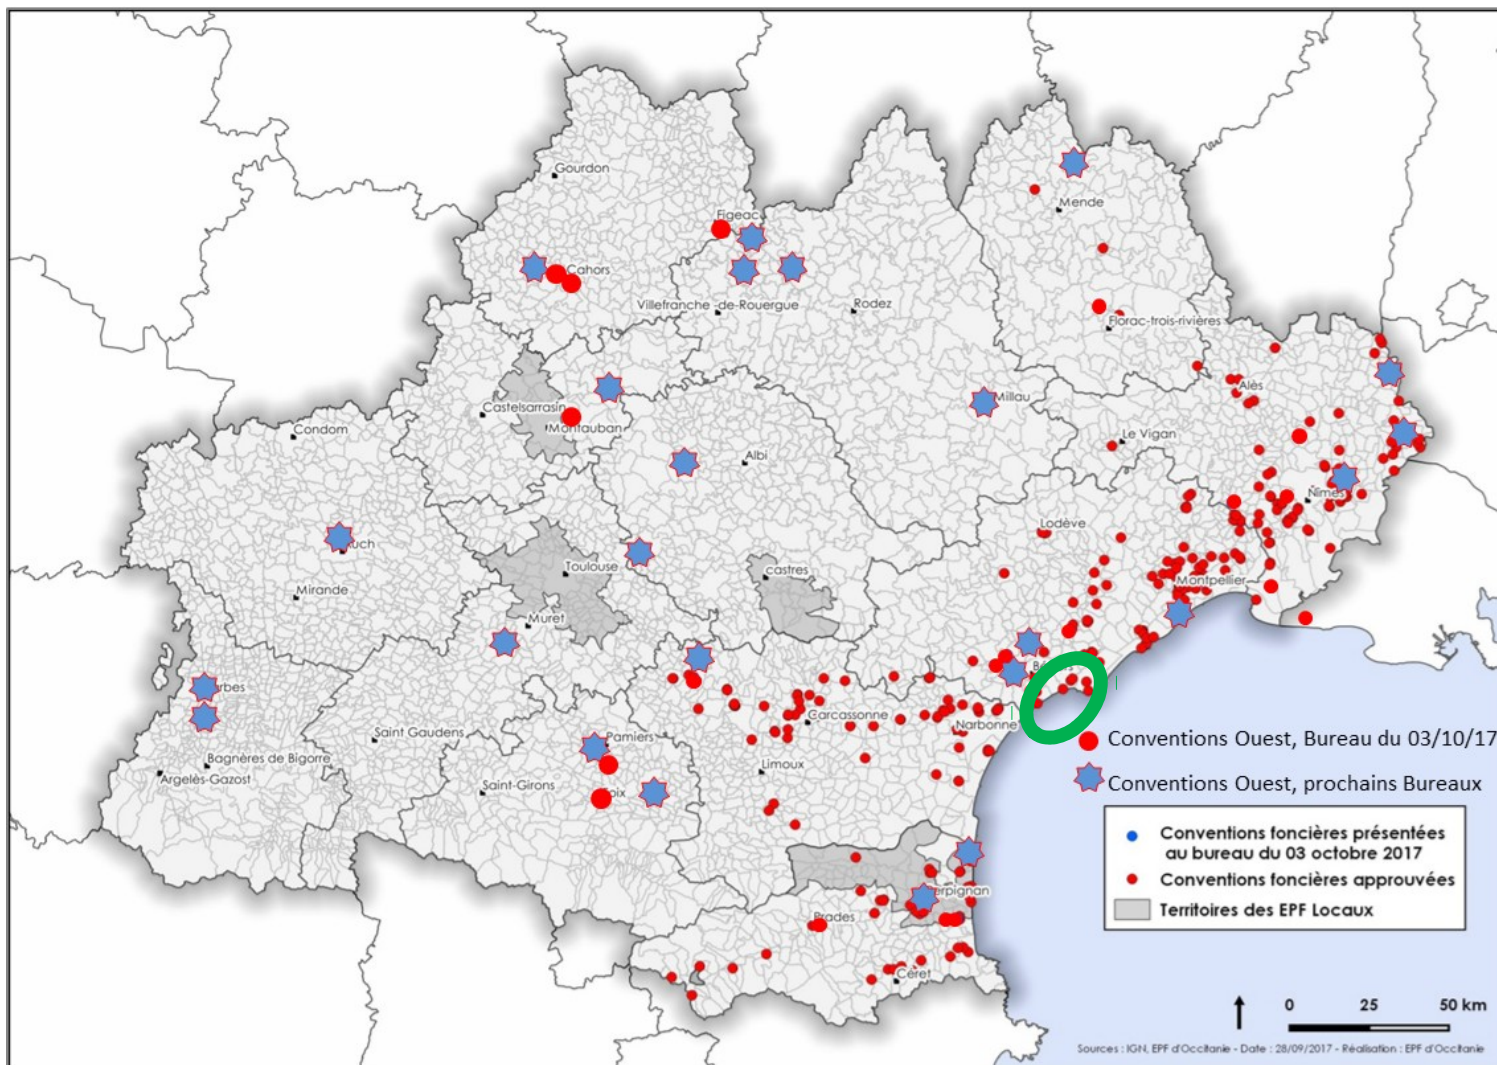 Gourdon
Mende
Figeac
Cahors
Villefranche -de-Rouergue
Rodez
Florac-trois-rivières
Alès
Castelsarrasin
Millau
Condom
Montauban
Le Vigan
Albi
Nîmes
Lodève
Toulouse
castres
Montpellier
Mirande
Muret
Carcassonne
Narbonne
Saint Gaudens
Pamiers
Bagnères de Bigorre
Argelès-Gazost
Saint-Girons
Limoux
Prades
Céret
Conventions Ouest, Bureau du 03/10/17
Conventions Ouest, prochains Bureaux
Conventions foncières présentées
au bureau du 03 octobre 2017
Conventions foncières approuvées
Territoires des EPF Locaux
0 25 50 km
Sources : IGN, EPF d'Occitanie - Date : 28/09/2017 - Réalisation : EPF d'Occitanie